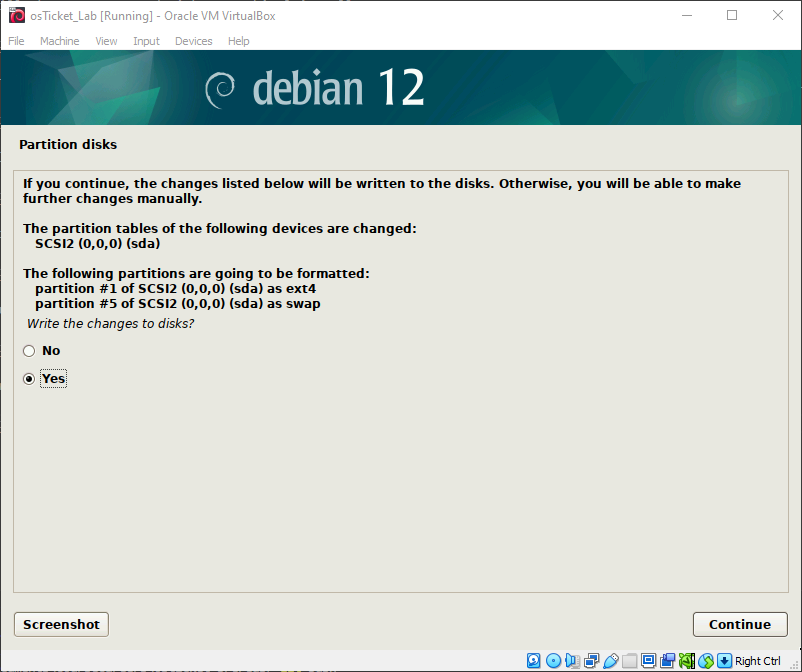 osTicket_Lab [Running] - Oracle VM VirtualBox
File Machine View Input Devices Help
debian 12
Partition disks
If you continue, the changes listed below will be written to the disks. Otherwise, you will be able to make
further changes manually.
The partition tables of the following devices are changed:
SCSI2 (0,0,0) (sda)
The following partitions are going to be formatted:
partition #1 of SCSI2 (0,0,0) (sda) as ext4
partition #5 of SCSI2 (0,0,0) (sda) as swap
Write the changes to disks?
No
Yes
Screenshot Continue
Right Ctrl